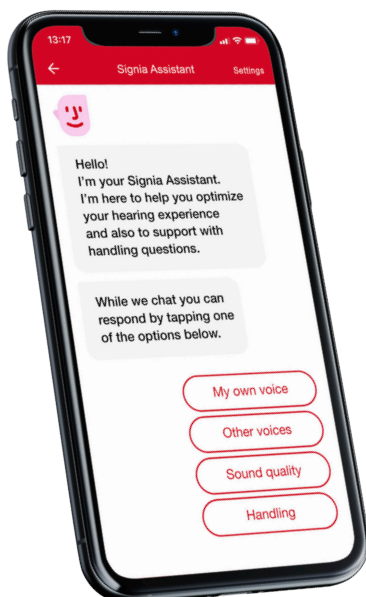 13:17
Signia Assistant
Settings
Hello!
I'm your Signia Assistant.
I'm here to help you optimize
your hearing experience
and also to support with
handling questions.
While we chat you can
respond by tapping one
of the options below.
My own voice
Other voices
Sound quality
Handling